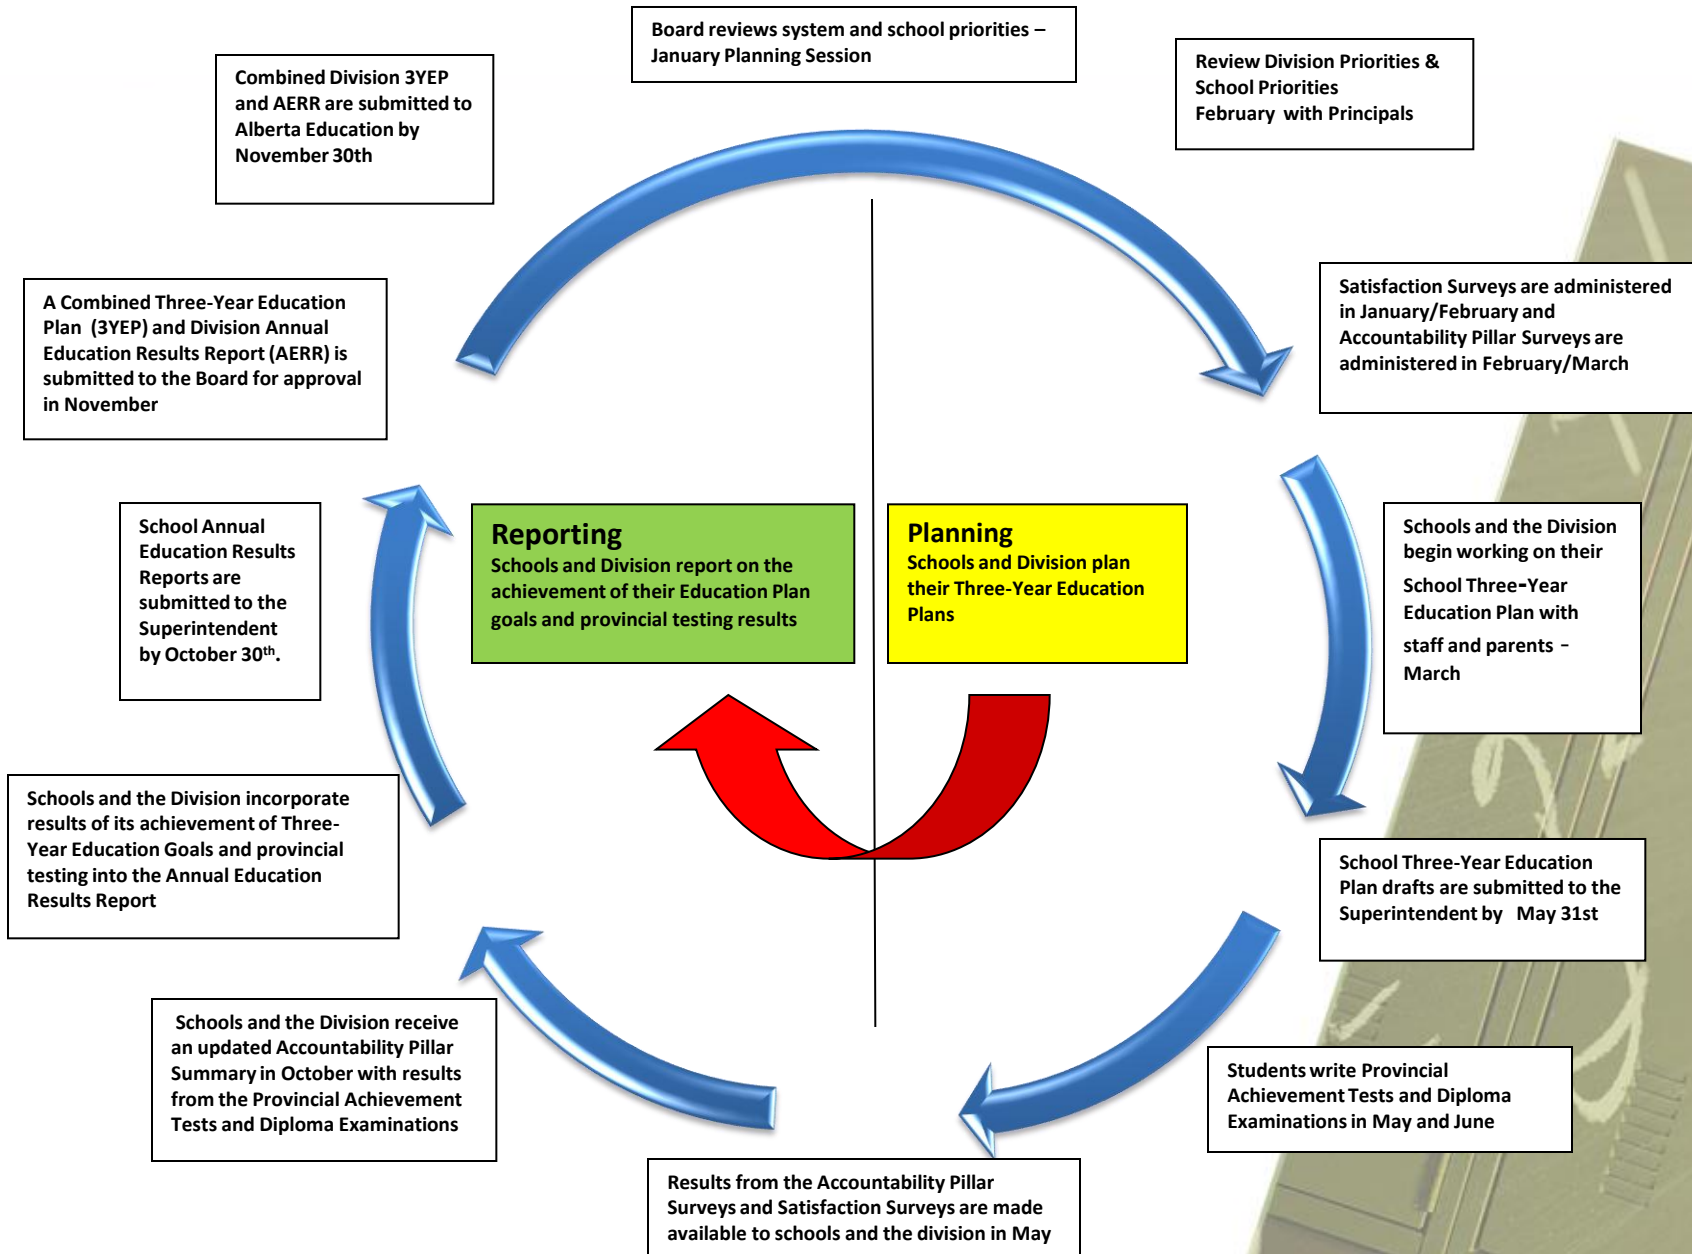 Board reviews system and school priorities –
January Planning Session
Review Division Priorities &
School Priorities
February  with Principals
Satisfaction Surveys are administered
in January/February and
Accountability Pillar Surveys are
administered in February/March
Schools and the Division
begin working on their
School Three-Year
Education Plan with
staff and parents -
March
School Three-Year Education
Plan drafts are submitted to the
Superintendent by   May 31st
Students write Provincial
Achievement Tests and Diploma
Examinations in May and June
Results from the Accountability Pillar
Surveys and Satisfaction Surveys are made
available to schools and the division in May
Schools and the Division receive
an updated Accountability Pillar
Summary in October with results
from the Provincial Achievement
Tests and Diploma Examinations
Schools and the Division incorporate
results of its achievement of Three-
Year Education Goals and provincial
testing into the Annual Education
Results Report
School Annual
Education Results
Reports are
submitted to the
Superintendent
by October 30th.
A Combined Three-Year Education
Plan  (3YEP) and Division Annual
Education Results Report (AERR) is
submitted to the Board for approval
in November
Combined Division 3YEP
and AERR are submitted to
Alberta Education by
November 30th
Reporting
Schools and Division report on the
achievement of their Education Plan
goals and provincial testing results
Planning
Schools and Division plan
their Three-Year Education
Plans